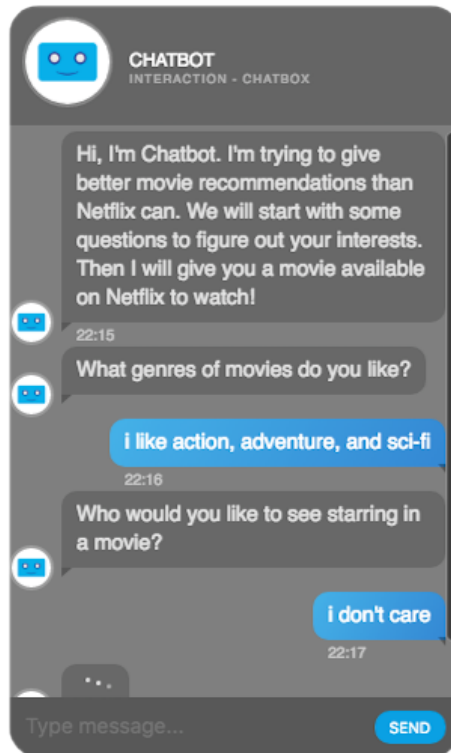 CHATBOT
INTERACTION - CHATBOX
Hi, I'm Chatbot. I'm trying to give
better movie recommendations than
Netflix can. We will start with some
questions to figure out your interests.
Then I will give you a movie available
on Netflix to watch!
22:15
What genres of movies do you like?
i like action, adventure, and sci-fi
22:16
Who would you like to see starring in
a movie?
i don't care
22:17
Type message...
SEND